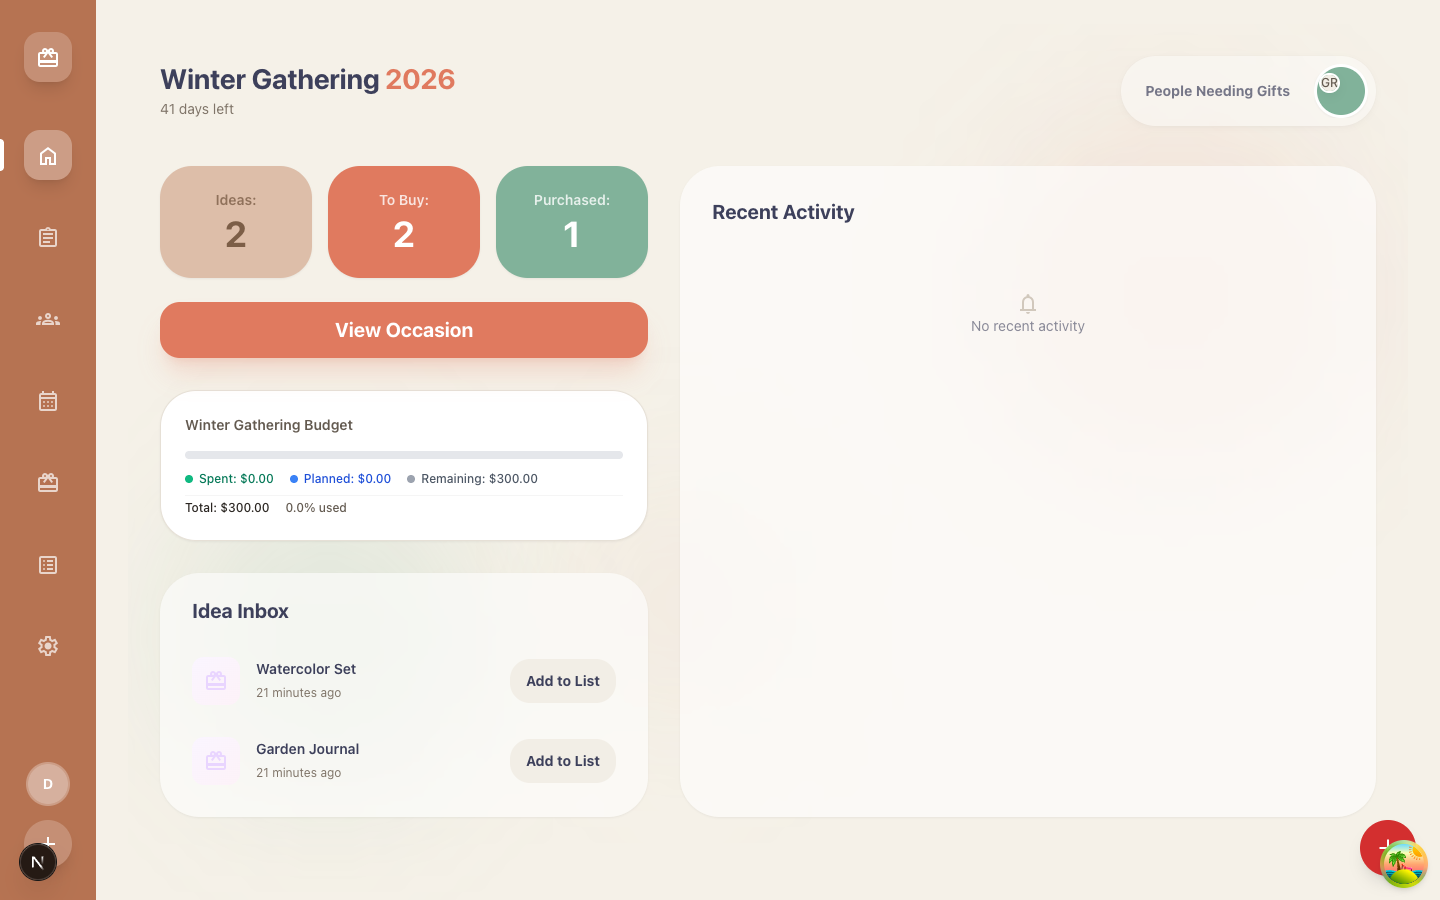 Winter Gathering 2026
41 days left
People Needing Gifts
GR
Ideas:
2
To Buy:
2
Purchased:
1
View Occasion
Recent Activity
No recent activity
Winter Gathering Budget
Spent: $0.00
Planned: $0.00
Remaining: $300.00
Total: $300.00
0.0% used
Idea Inbox
Watercolor Set
21 minutes ago
Add to List
Garden Journal
21 minutes ago
Add to List
D
N